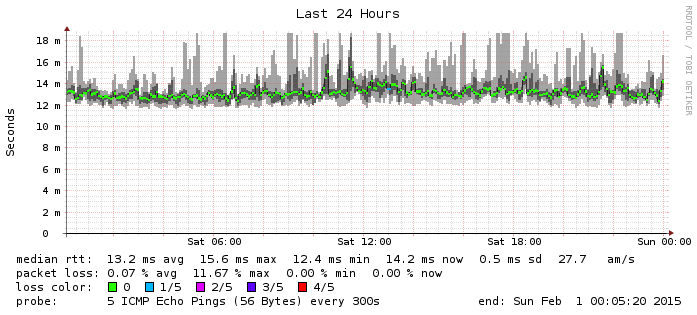 Last 24 Hours
RRDTOOL / TOBI OETIKER
Seconds
18 m
16 m
14 m
12 m
10 m
8 m
6 m
4 m
2 m
0
Sat 06:00 Sat 12:00 Sat 18:00 Sun 00:00
median rtt: 13.2 ms avg 15.6 ms max 12.4 ms min 14.2 ms now 0.5 ms sd 27.7 am/s
packet loss: 0.07 % avg 11.67 % max 0.00 % min 0.00 % now
loss color: 0 1/5 2/5 3/5 4/5
probe: 5 ICMP Echo Pings (56 Bytes) every 300s end: Sun Feb 1 00:05:20 2015